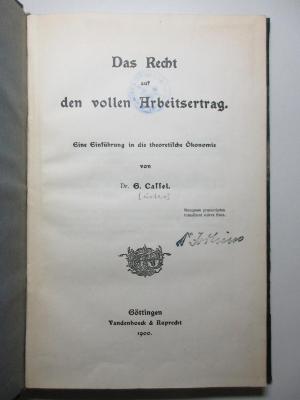 Das Recht
auf
den vollen Arbeitsertrag.
Eine Einführung in die theoretische Ökonomie
von
Dr. G. Cassel.
Göttingen
Vandenhoeck & Ruprecht
1900.